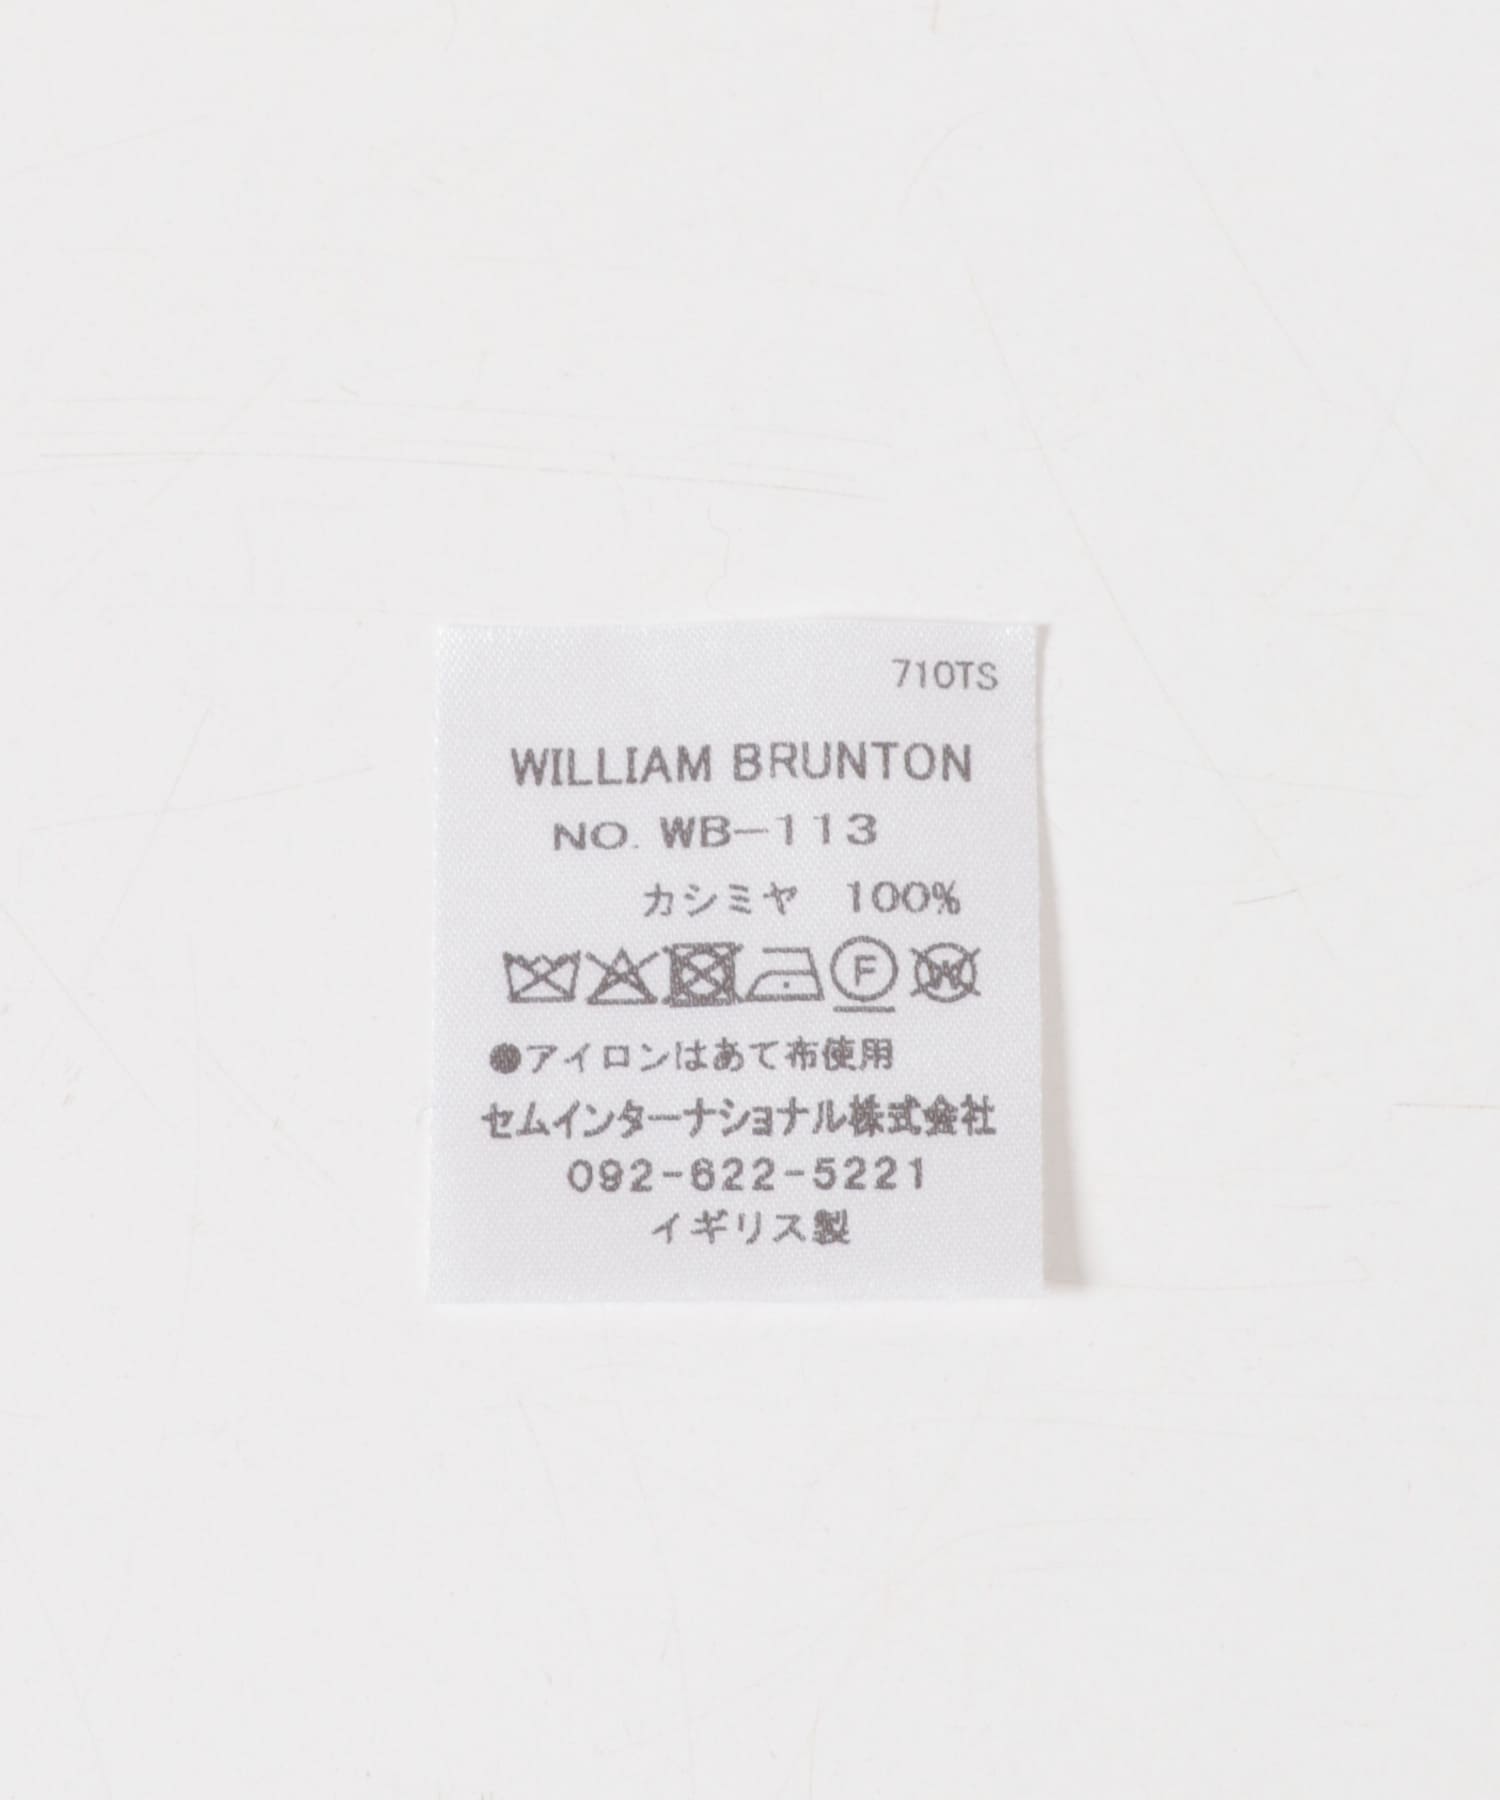 710TS
WILLIAM BRUNTON
NO. WB-113
カシミヤ 100%
F W
●アイロンはあて布使用
セムインターナショナル株式会社
092-622-5221
イギリス製